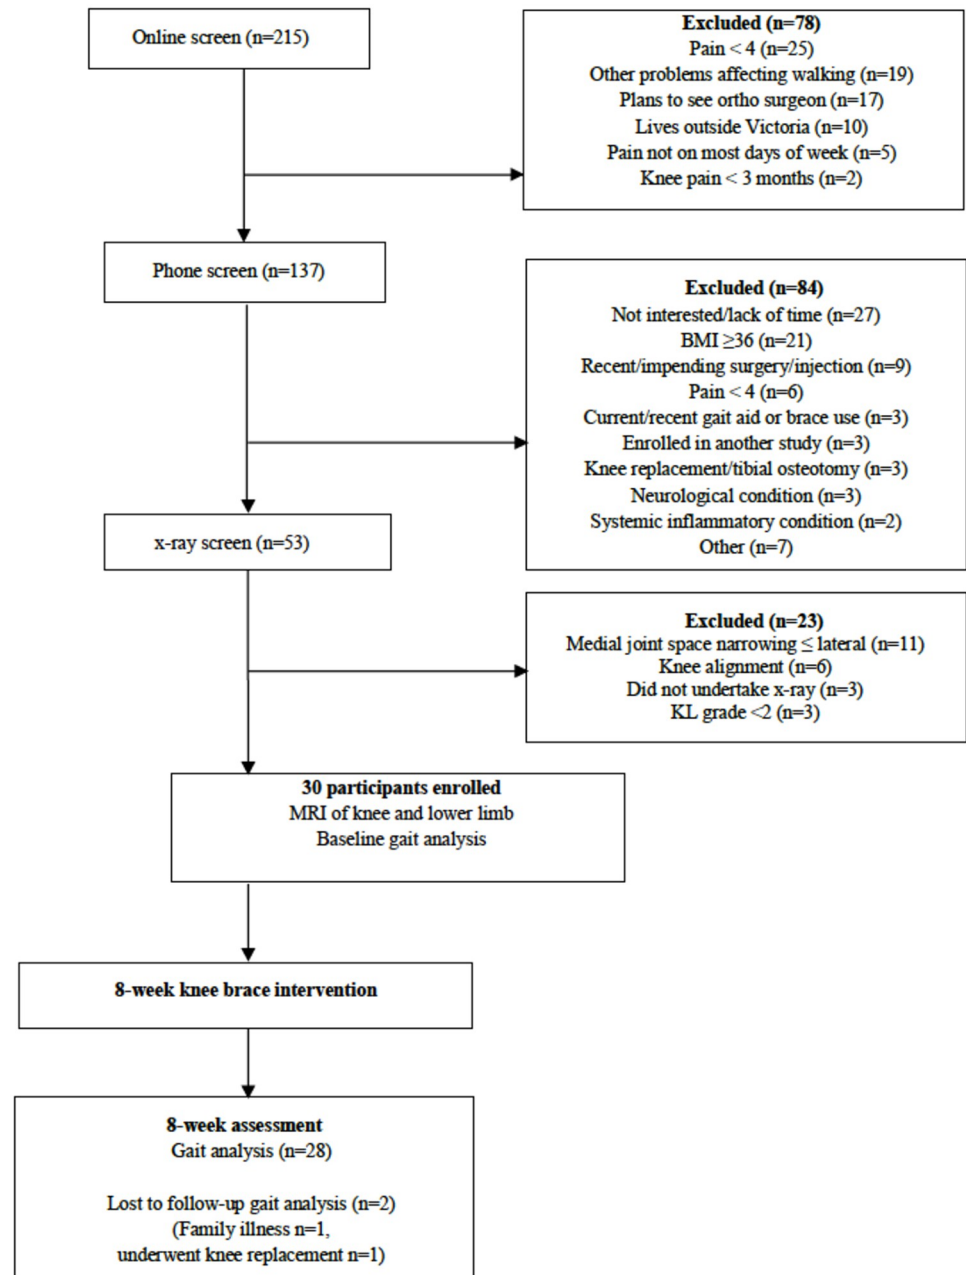 Online screen (n=215)
Excluded (n=78)
Pain < 4 (n=25)
Other problems affecting walking (n=19)
Plans to see ortho surgeon (n=17)
Lives outside Victoria (n=10)
Pain not on most days of week (n=5)
Knee pain < 3 months (n=2)
Phone screen (n=137)
Excluded (n=84)
Not interested/lack of time (n=27)
BMI ≥36 (n=21)
Recent/impending surgery/injection (n=9)
Pain < 4 (n=6)
Current/recent gait aid or brace use (n=3)
Enrolled in another study (n=3)
Knee replacement/tibial osteotomy (n=3)
Neurological condition (n=3)
Systemic inflammatory condition (n=2)
Other (n=7)
x-ray screen (n=53)
Excluded (n=23)
Medial joint space narrowing ≤ lateral (n=11)
Knee alignment (n=6)
Did not undertake x-ray (n=3)
KL grade <2 (n=3)
30 participants enrolled
MRI of knee and lower limb
Baseline gait analysis
8-week knee brace intervention
8-week assessment
Gait analysis (n=28)
Lost to follow-up gait analysis (n=2)
(Family illness n=1,
underwent knee replacement n=1)